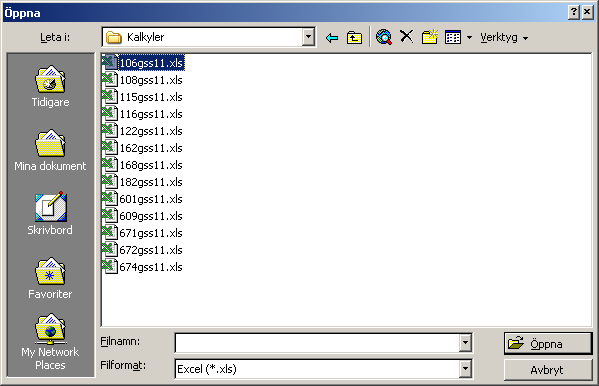 Öppna
Leta i: Kalkyler Verktyg
106gss11.xls
108gss11.xls
115gss11.xls
116gss11.xls
122gss11.xls
162gss11.xls
168gss11.xls
182gss11.xls
601gss11.xls
609gss11.xls
671gss11.xls
672gss11.xls
674gss11.xls
Tidigare
Mina dokument
Skrivbord
Favoriter
My Network
Places
Filnamn: Öppna
Filformat: Excel (*.xls) Avbryt